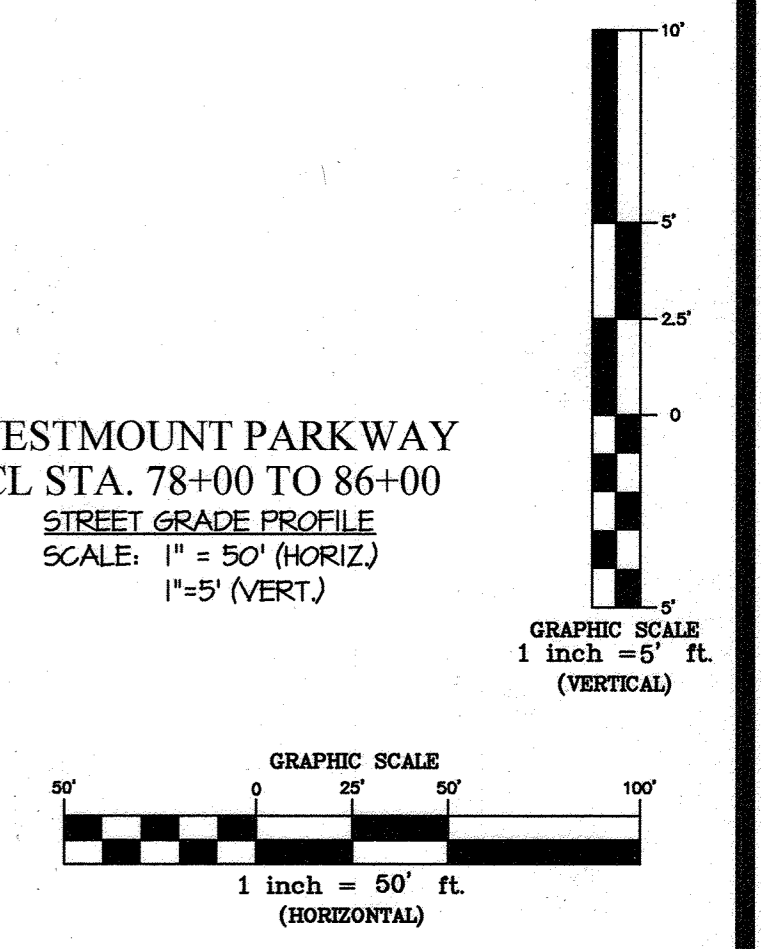 10'
5'
2.5'
0
5'
GRAPHIC SCALE
1 inch =5' ft.
(VERTICAL)
ESTMOUNT PARKWAY
CL STA. 78+00 TO 86+00
STREET GRADE PROFILE
SCALE: 1" = 50' (HORIZ.)
1"=5' (VERT.)
GRAPHIC SCALE
50' 0 25' 50' 100'
1 inch = 50' ft.
(HORIZONTAL)